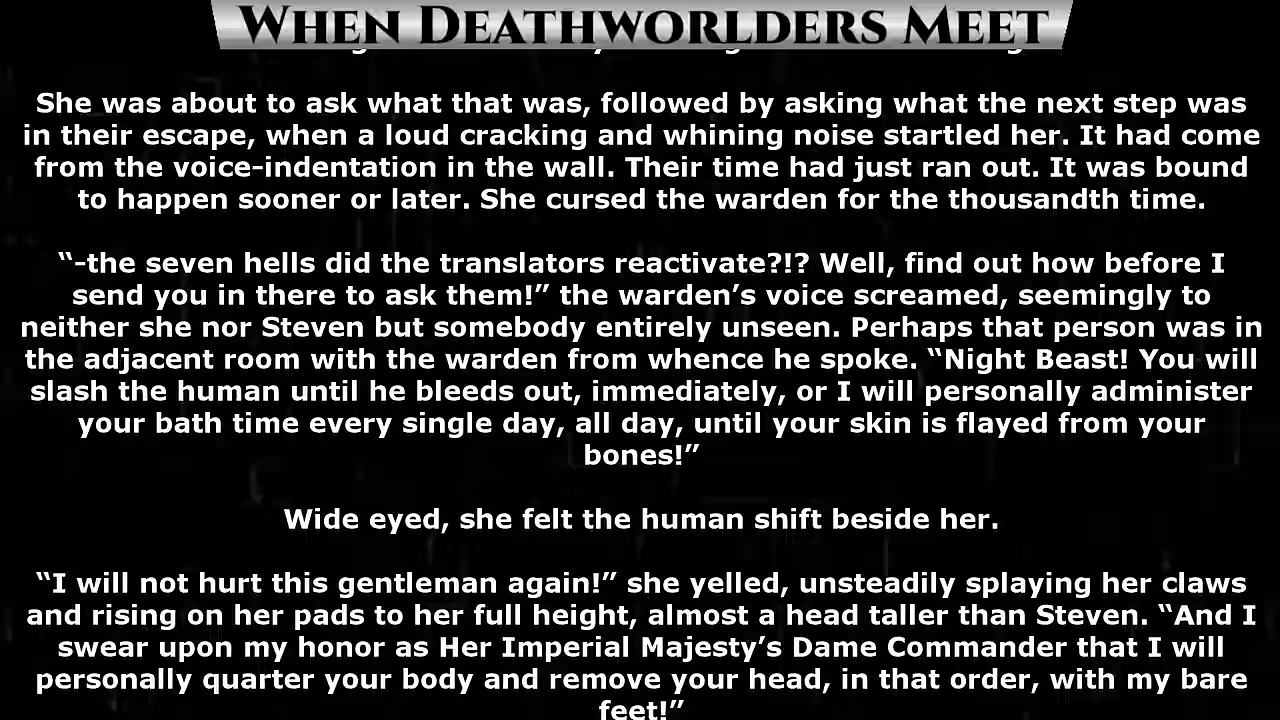 When Deathworlders Meet
She was about to ask what that was, followed by asking what the next step was
in their escape, when a loud cracking and whining noise startled her. It had come
from the voice-indentation in the wall. Their time had just ran out. It was bound
to happen sooner or later. She cursed the warden for the thousandth time.
“-the seven hells did the translators reactivate?!? Well, find out how before I
send you in there to ask them!” the warden’s voice screamed, seemingly to
neither she nor Steven but somebody entirely unseen. Perhaps that person was in
the adjacent room with the warden from whence he spoke. “Night Beast! You will
slash the human until he bleeds out, immediately, or I will personally administer
your bath time every single day, all day, until your skin is flayed from your
bones!”
Wide eyed, she felt the human shift beside her.
“I will not hurt this gentleman again!” she yelled, unsteadily splaying her claws
and rising on her pads to her full height, almost a head taller than Steven. “And I
swear upon my honor as Her Imperial Majesty’s Dame Commander that I will
personally quarter your body and remove your head, in that order, with my bare
feet!”